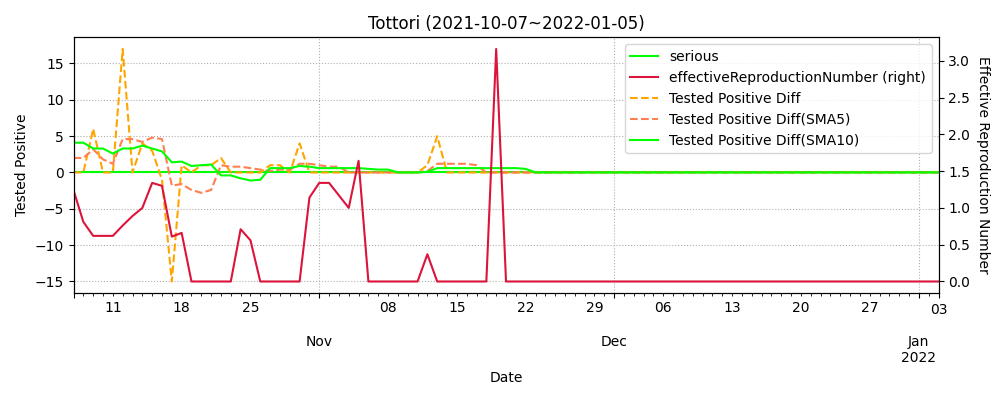 Tottori (2021-10-07~2022-01-05)
serious
effectiveReproductionNumber (right)
Tested Positive Diff
Tested Positive Diff(SMA5)
Tested Positive Diff(SMA10)
Tested Positive
15
10
5
0
−5
−10
−15
3.0
2.5
2.0
1.5
1.0
0.5
0.0
Effective Reproduction Number
11 18 25 08 15 22 29 06 13 20 27 03
Nov Dec Jan
2022
Date